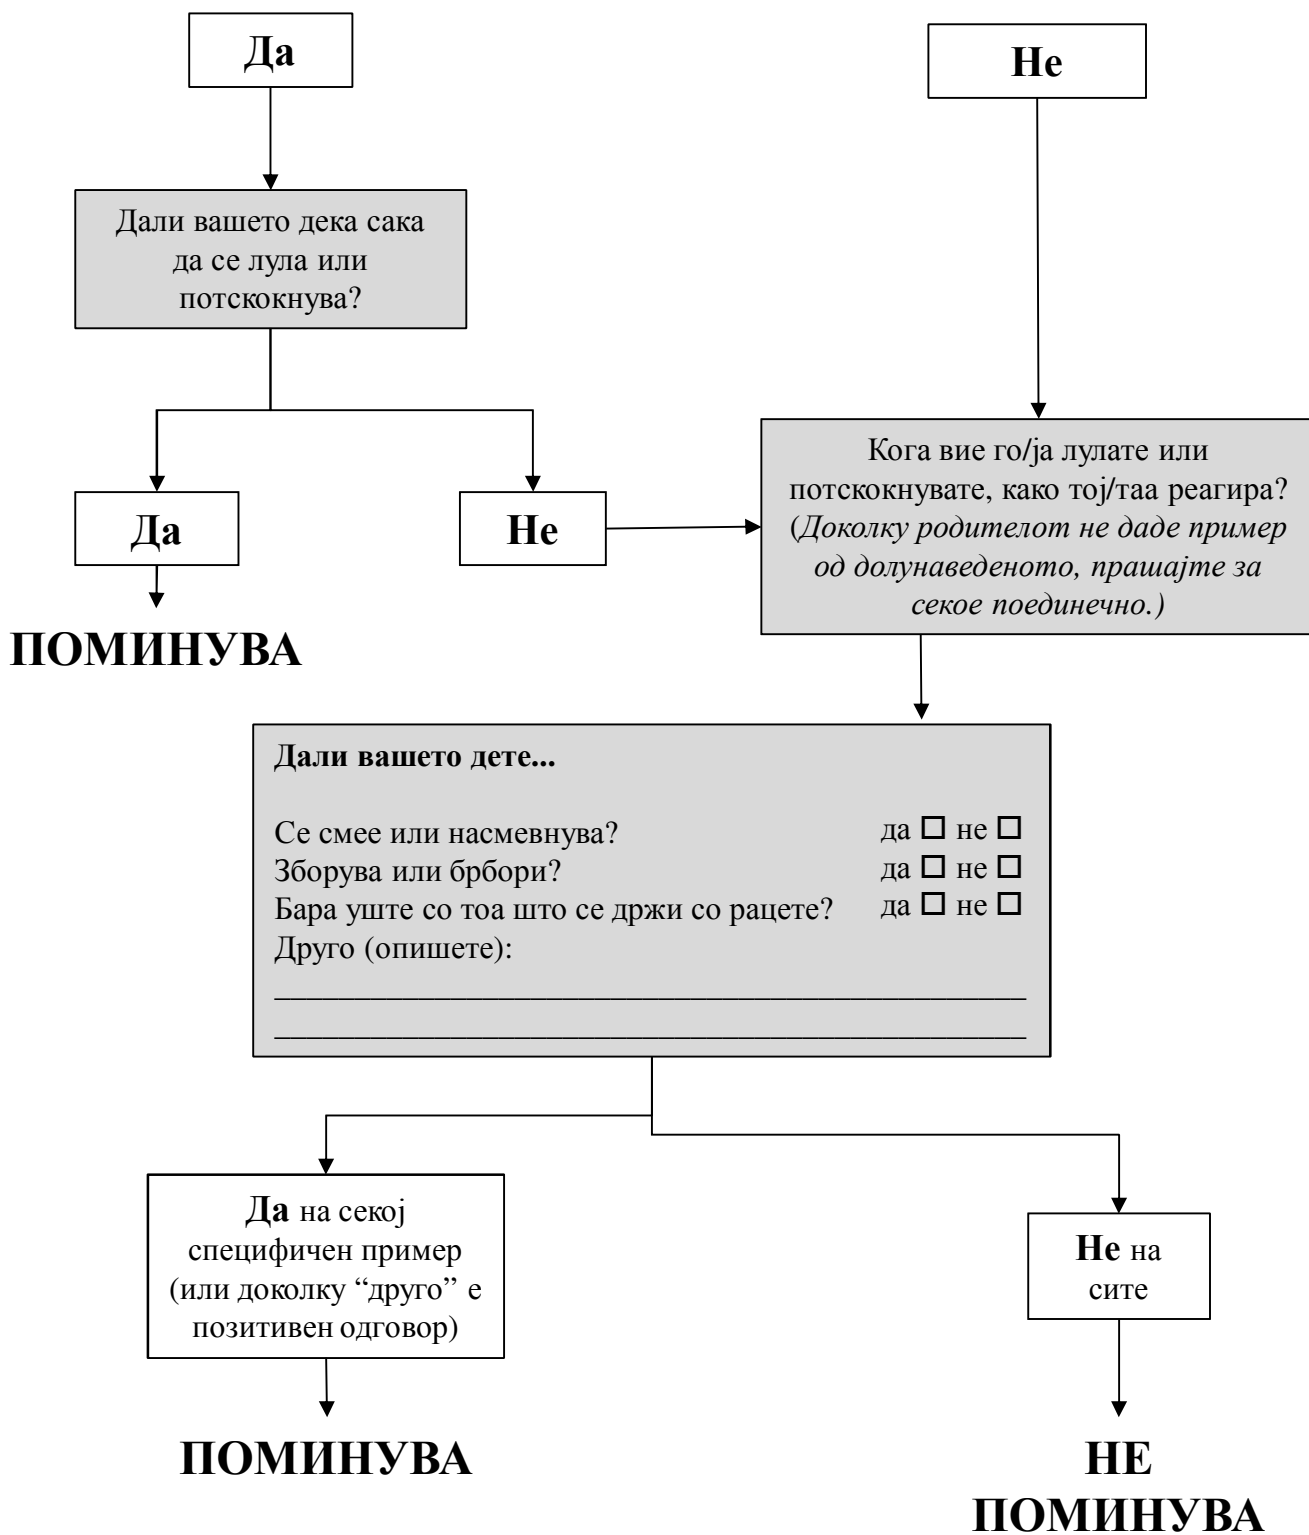 Да
Не
Дали вашето дека сака
да се лула или
потскокнува?
Да
Не
Кога вие го/ја лулате или
потскокнувате, како тој/таа реагира?
(Доколку родителот не даде пример
од долунаведеното, прашајте за
секое поединечно.)
ПОМИНУВА
Дали вашето дете...
Се смее или насмевнува? да □ не □
Зборува или брбори? да □ не □
Бара уште со тоа што се држи со рацете? да □ не □
Друго (опишете):
Да на секој
специфичен пример
(или доколку “друго” е
позитивен одговор)
Не на
сите
ПОМИНУВА
НЕ
ПОМИНУВА